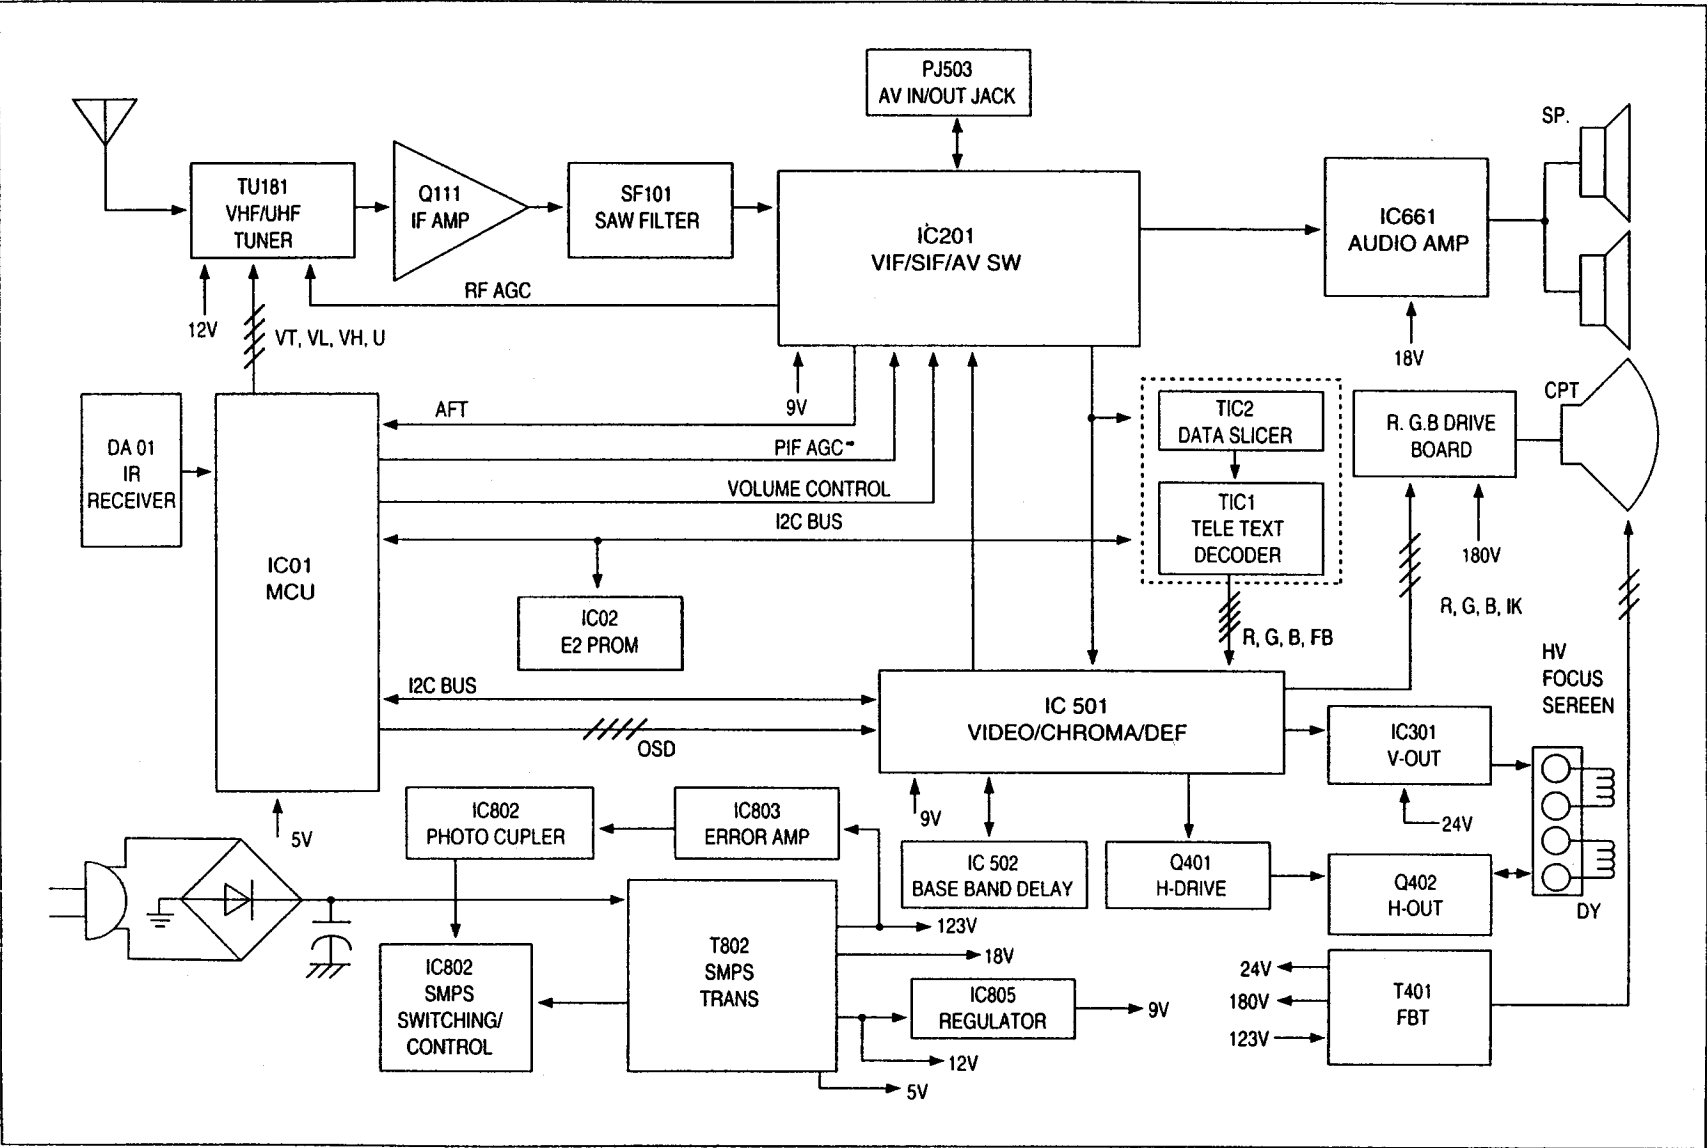 PJ503
AV IN/OUT JACK
SP.
TU181
VHF/UHF
TUNER
Q111
IF AMP
SF101
SAW FILTER
IC201
VIF/SIF/AV SW
IC661
AUDIO AMP
RF AGC
12V
VT, VL, VH, U
18V
9V
AFT
PIF AGC
VOLUME CONTROL
I2C BUS
DA 01
IR
RECEIVER
IC01
MCU
TIC2
DATA SLICER
TIC1
TELE TEXT
DECODER
R. G.B DRIVE
BOARD
CPT
180V
R, G, B, IK
IC02
E2 PROM
R, G, B, FB
HV
FOCUS
SEREEN
I2C BUS
OSD
IC 501
VIDEO/CHROMA/DEF
IC301
V-OUT
24V
5V
IC802
PHOTO CUPLER
IC803
ERROR AMP
9V
IC 502
BASE BAND DELAY
Q401
H-DRIVE
Q402
H-OUT
DY
T802
SMPS
TRANS
123V
18V
IC802
SMPS
SWITCHING/
CONTROL
IC805
REGULATOR
9V
12V
5V
24V
180V
123V
T401
FBT